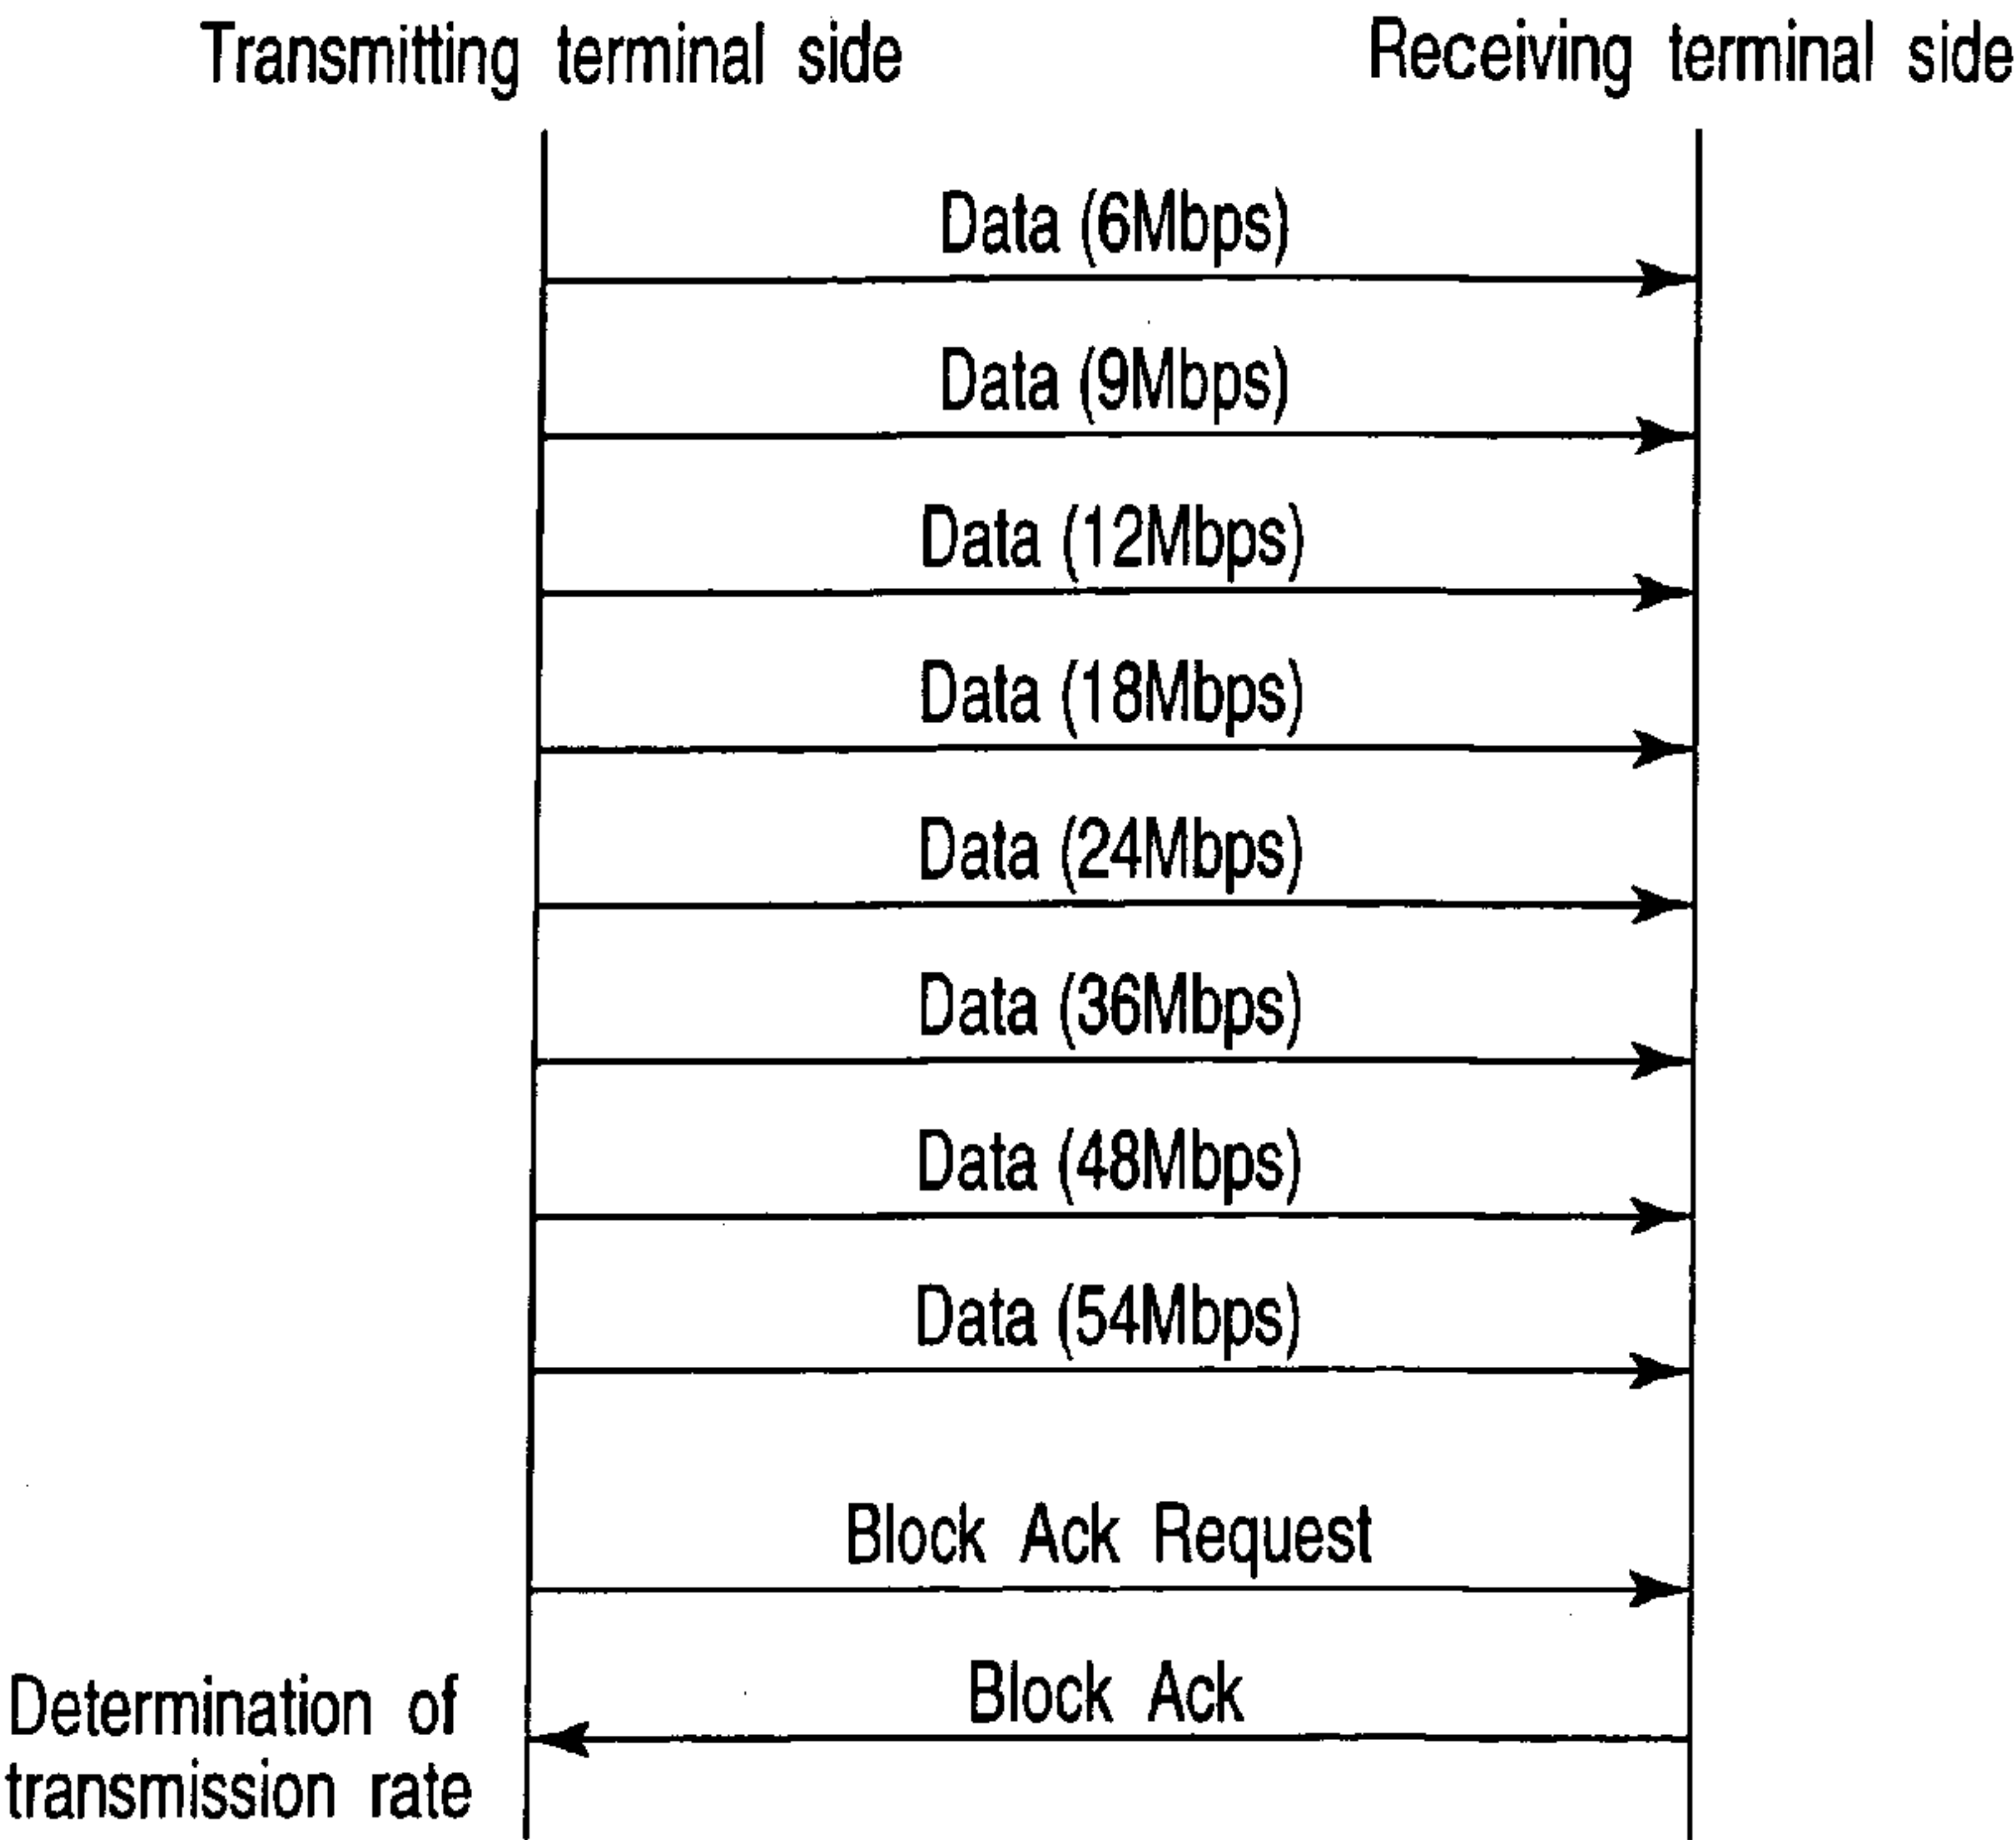 Transmitting terminal side
Receiving terminal side
Data (6Mbps)
Data (9Mbps)
Data (12Mbps)
Data (18Mbps)
Data (24Mbps)
Data (36Mbps)
Data (48Mbps)
Data (54Mbps)
Block Ack Request
Block Ack
Determination of
transmission rate